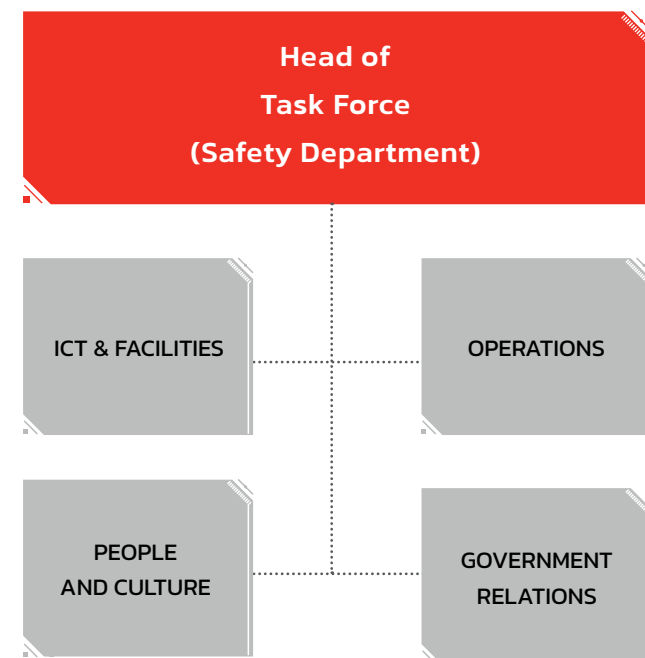 Head of
Task Force
(Safety Department)
ICT & FACILITIES
OPERATIONS
PEOPLE
AND CULTURE
GOVERNMENT
RELATIONS